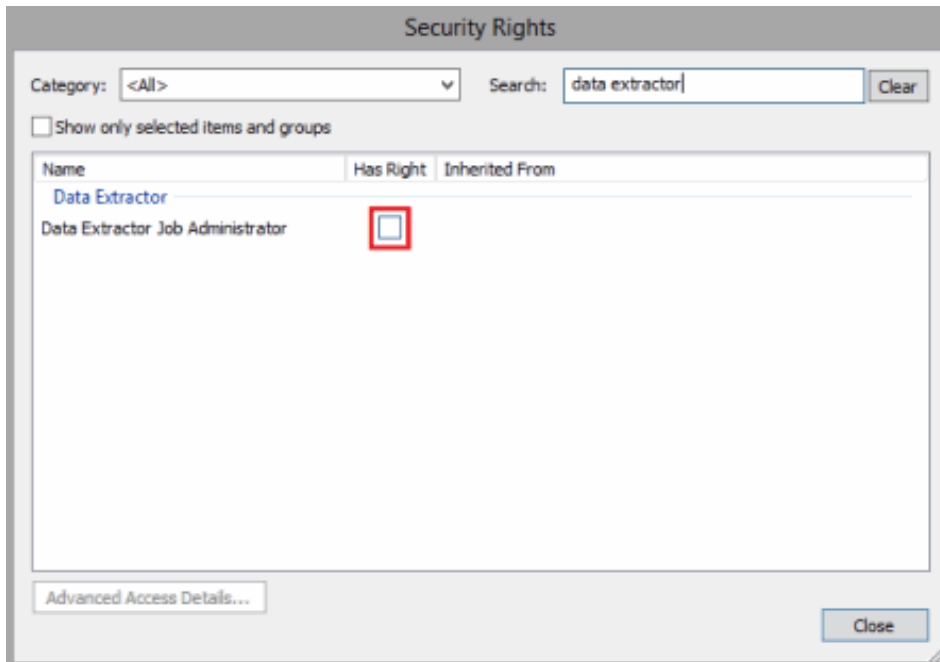 Security Rights
Category: <All> Search: data extractor Clear
Show only selected items and groups
Name Has Right Inherited From
Data Extractor
Data Extractor Job Administrator
Advanced Access Details...
Close